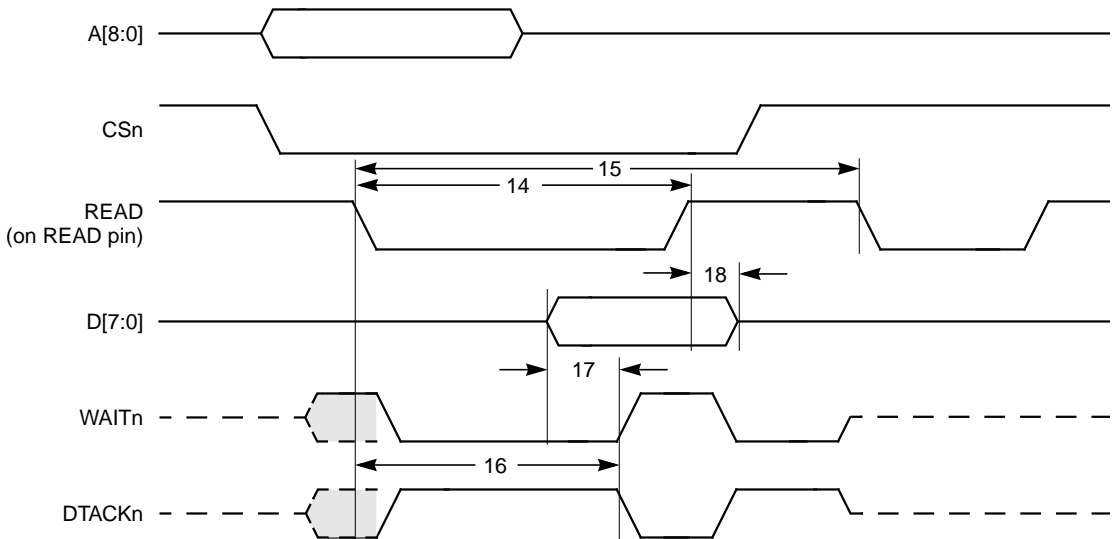 A[8:0]
CSn
15
14
READ
(on READ pin)
18
D[7:0]
17
WAITn
16
DTACKn